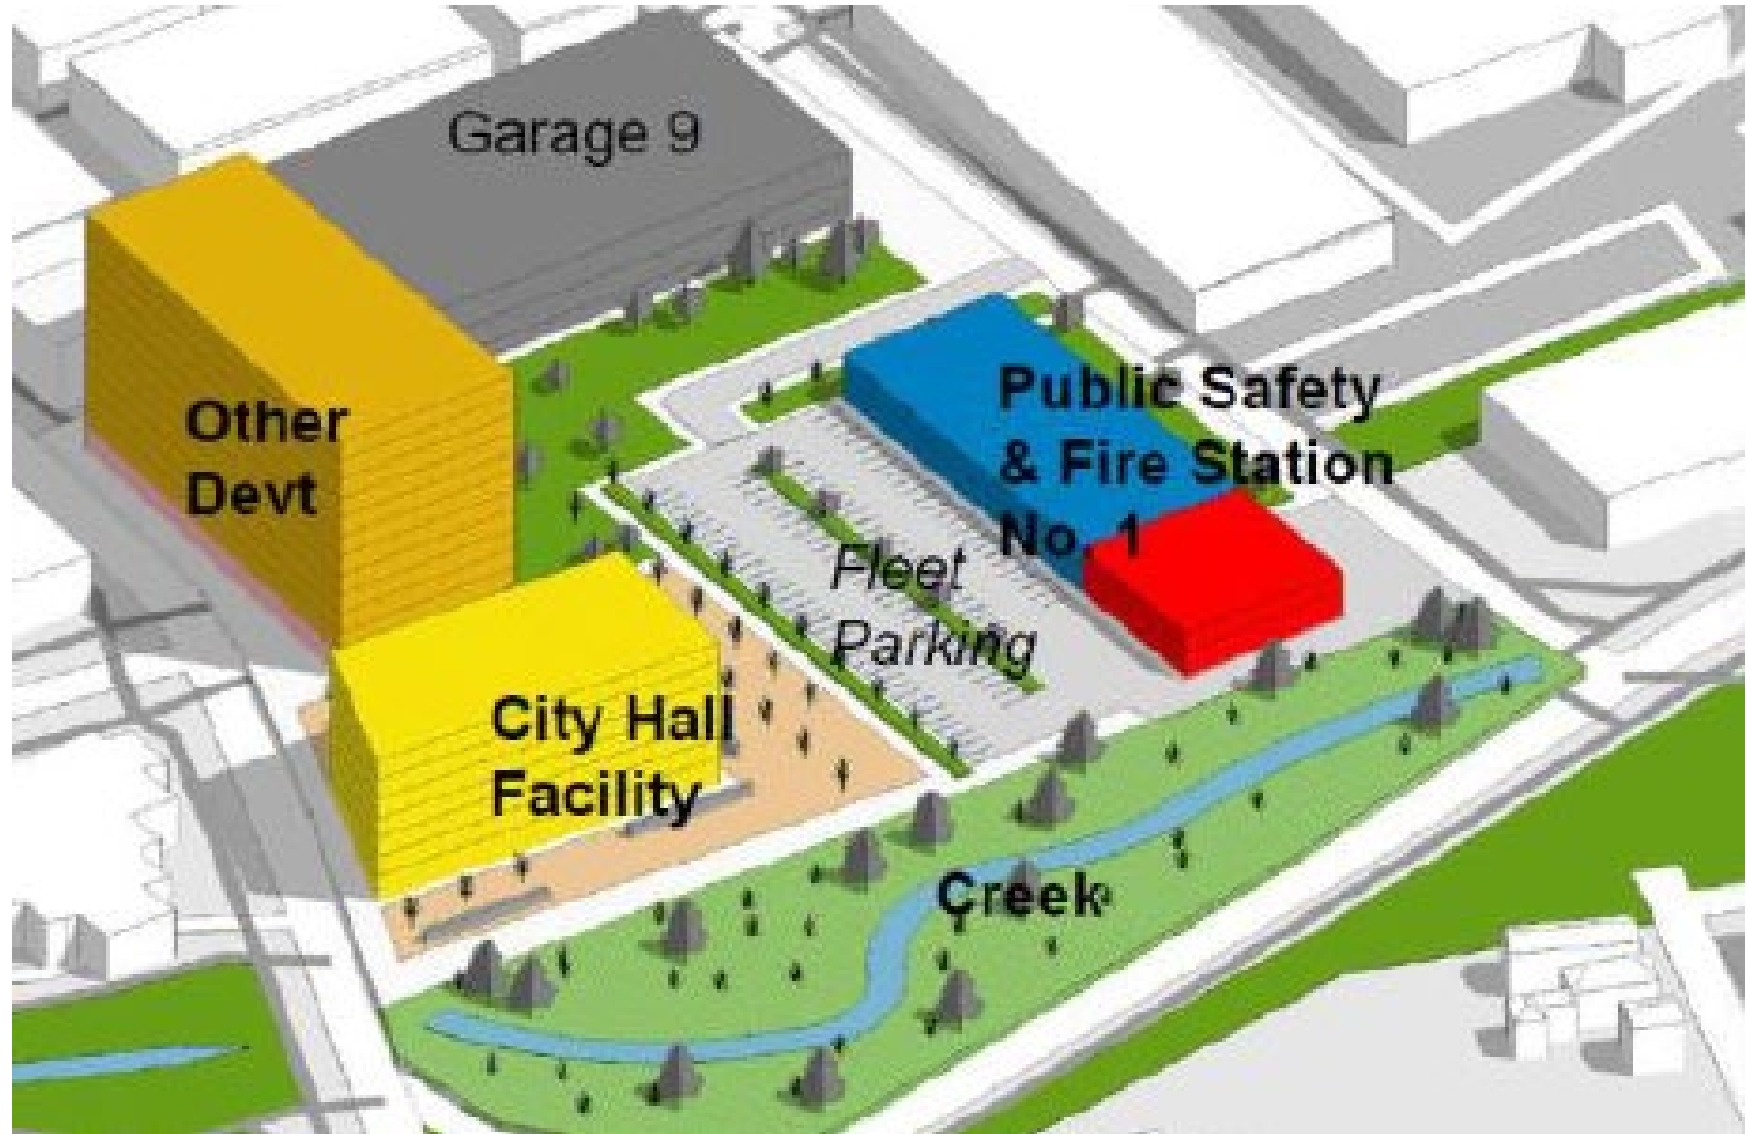 Garage 9
Other
Devt
Public Safety
& Fire Station
No. 1
Fleet
Parking
City Hall
Facility
Creek